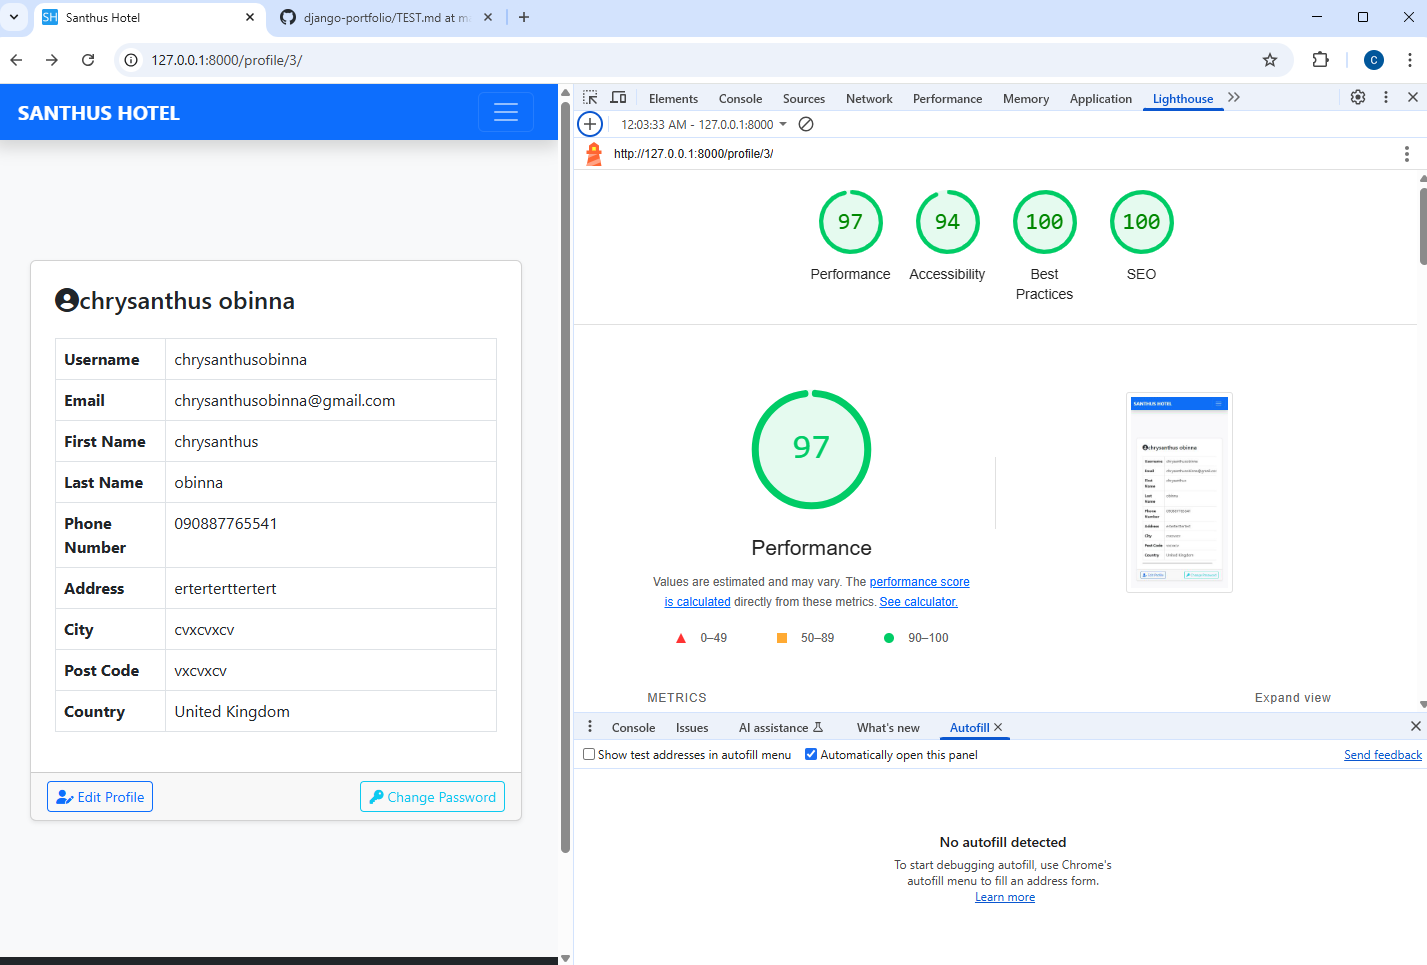 SH Santhus Hotel
django-portfolio/TEST.md at ma
127.0.0.1:8000/profile/3/
C
SANTHUS HOTEL
chrysanthus obinna
Username chrysanthusobinna
Email chrysanthusobinna@gmail.com
First Name chrysanthus
Last Name obinna
Phone Number 090887765541
Address erterterttertert
City cvxcvxcv
Post Code vxcvxcv
Country United Kingdom
Edit Profile
Change Password
Elements Console Sources Network Performance Memory Application Lighthouse
12:03:33 AM - 127.0.0.1:8000
http://127.0.0.1:8000/profile/3/
97 94 100 100
Performance Accessibility Best Practices SEO
97
Performance
Values are estimated and may vary. The performance score
is calculated directly from these metrics. See calculator.
0–49 50–89 90–100
METRICS
Expand view
SANTHUS HOTEL
chrysanthus obinna
Console Issues AI assistance What's new Autofill
Show test addresses in autofill menu Automatically open this panel Send feedback
No autofill detected
To start debugging autofill, use Chrome's
autofill menu to fill an address form.
Learn more